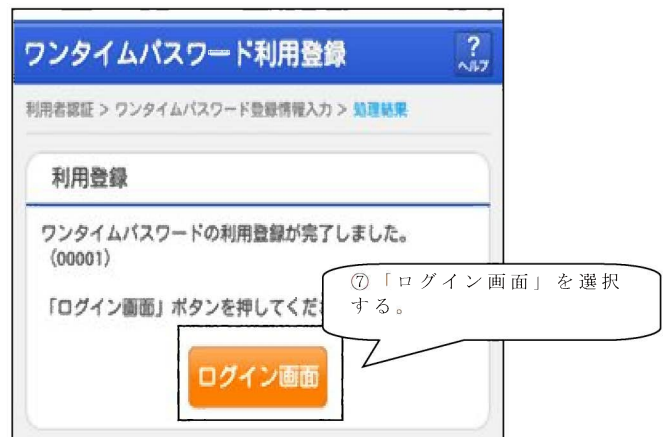 ワンタイムパスワード利用登録
?
ヘルプ
利用者認証 > ワンタイムパスワード登録情報入力 > 処理結果
利用登録
ワンタイムパスワードの利用登録が完了しました。
（00001）
「ログイン画面」ボタンを押してくだ
⑦「ログイン画面」を選択
する。
ログイン画面